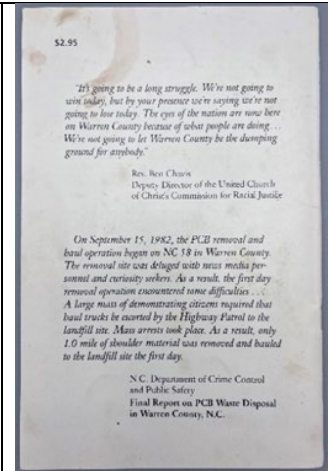 $2.95
"It's going to be a long struggle. We're not going to
win today, but by your presence we're saying we're not
going to lose today. The eyes of the nation are now here
on Warren County because of what people are doing...
We're not going to let Warren County be the dumping
ground for anybody."
Rev. Ben Chavis
Deputy Director of the United Church
of Christ's Commission for Racial Justice
On September 15, 1982, the PCB removal and
haul operation began on NC 58 in Warren County.
The removal site was deluged with news media per-
sonnel and curiosity seekers. As a result, the first day
removal operation encountered some difficulties ....
A large mass of demonstrating citizens required that
haul trucks be escorted by the Highway Patrol to the
landfill site. Mass arrests took place. As a result, only
1.0 mile of shoulder material was removed and hauled
to the landfill site the first day.
N.C. Department of Crime Control
and Public Safety
Final Report on PCB Waste Disposal
in Warren County, N.C.